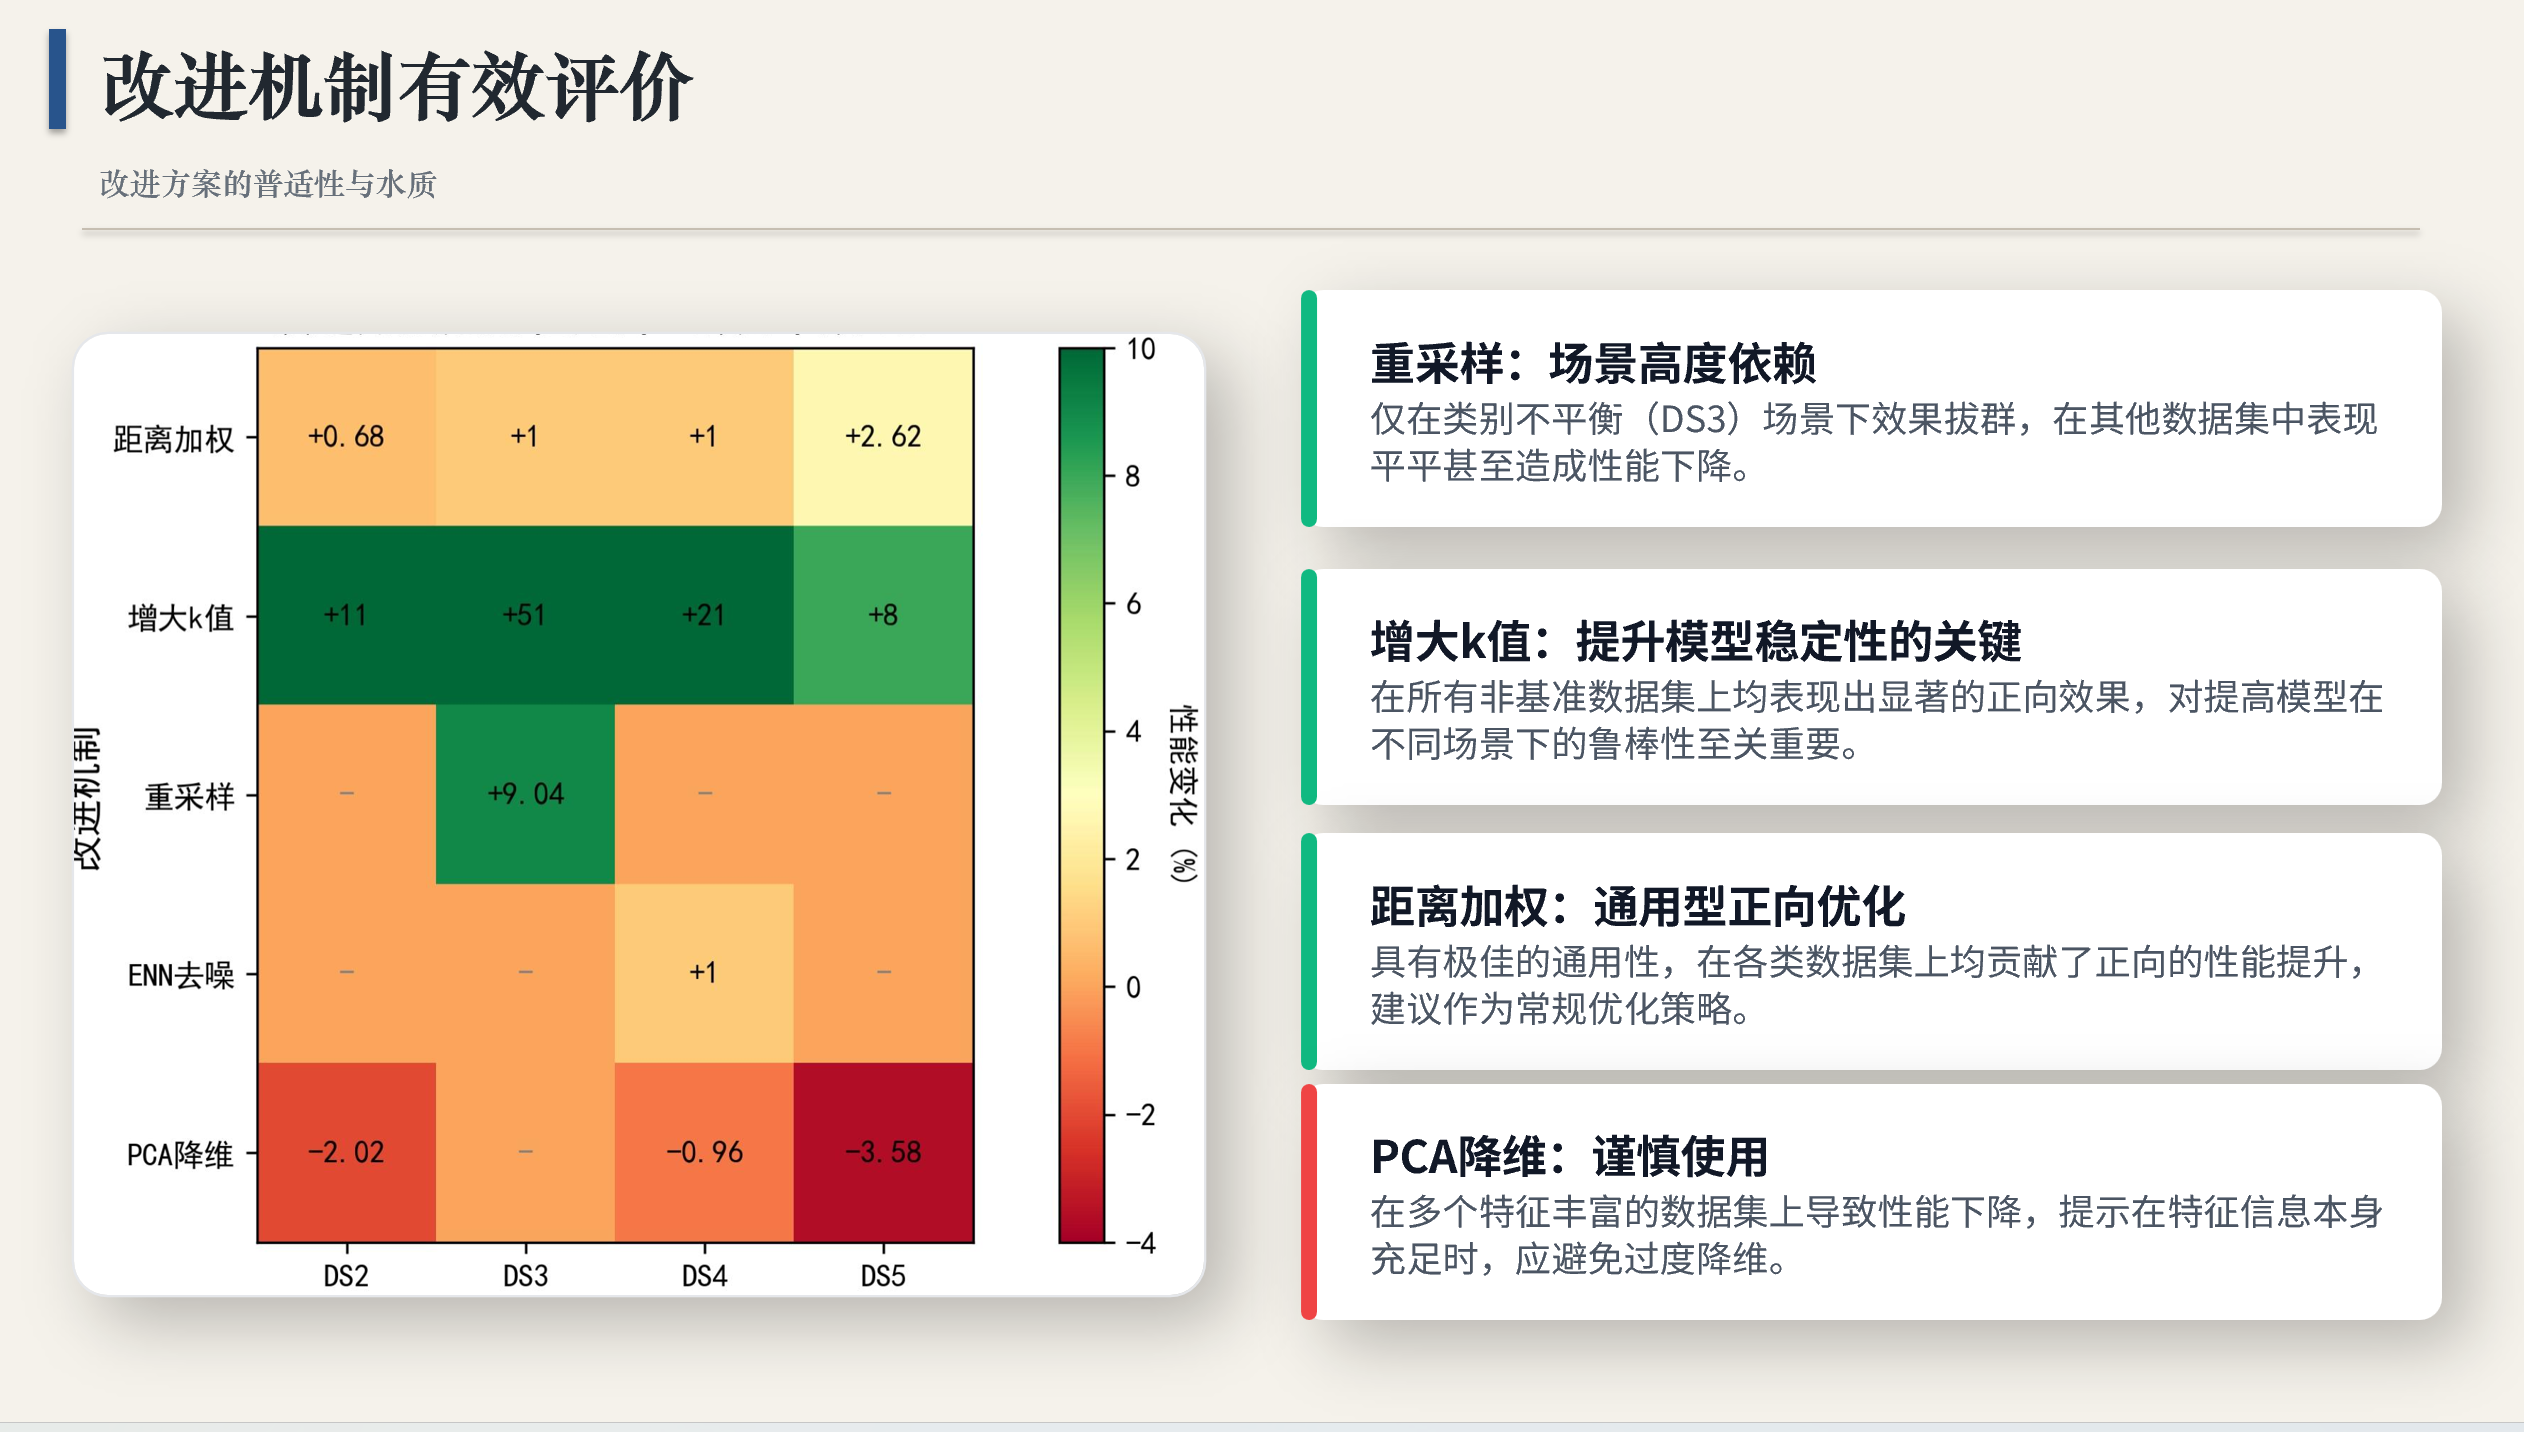 改进机制有效评价
改进方案的普适性与水质
距离加权
+0.68
+1
+1
+2.62
增大k值
+11
+51
+21
+8
重采样
–
+9.04
–
–
ENN去噪
–
–
+1
–
PCA降维
−2.02
–
−0.96
−3.58
DS2
DS3
DS4
DS5
改进机制
10
8
6
4
2
0
−2
−4
性能变化 (%)
重采样：场景高度依赖
仅在类别不平衡（DS3）场景下效果拔群，在其他数据集中表现
平平甚至造成性能下降。
增大k值：提升模型稳定性的关键
在所有非基准数据集上均表现出显著的正向效果，对提高模型在
不同场景下的鲁棒性至关重要。
距离加权：通用型正向优化
具有极佳的通用性，在各类数据集上均贡献了正向的性能提升，
建议作为常规优化策略。
PCA降维：谨慎使用
在多个特征丰富的数据集上导致性能下降，提示在特征信息本身
充足时，应避免过度降维。